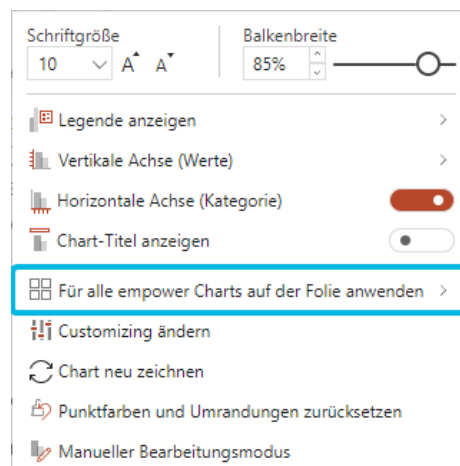 Schriftgröße Balkenbreite
10 A A 85%
Legende anzeigen
Vertikale Achse (Werte)
Horizontale Achse (Kategorie)
Chart-Titel anzeigen
Für alle empower Charts auf der Folie anwenden
Customizing ändern
Chart neu zeichnen
Punktfarben und Umrandungen zurücksetzen
Manueller Bearbeitungsmodus